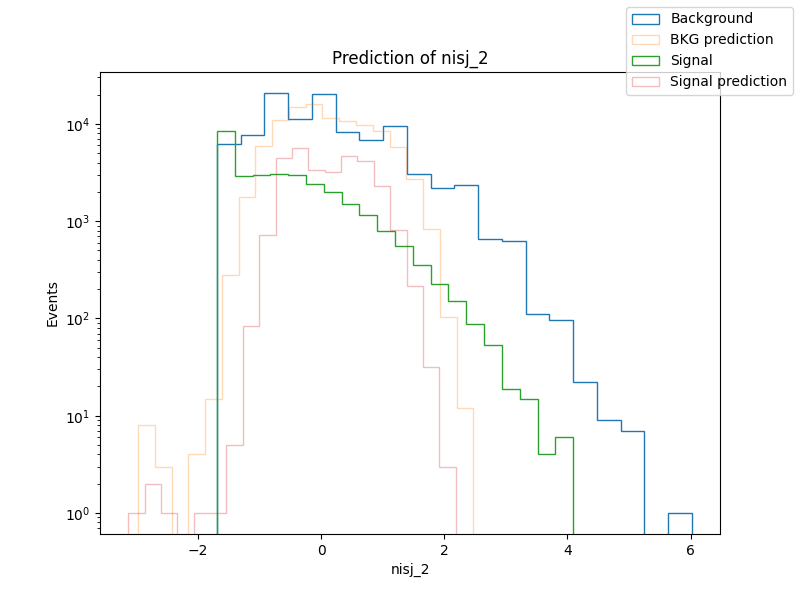 Prediction of nisj_2
Background
BKG prediction
Signal
Signal prediction
Events
10⁴
10³
10²
10¹
10⁰
−2
0
2
4
6
nisj_2